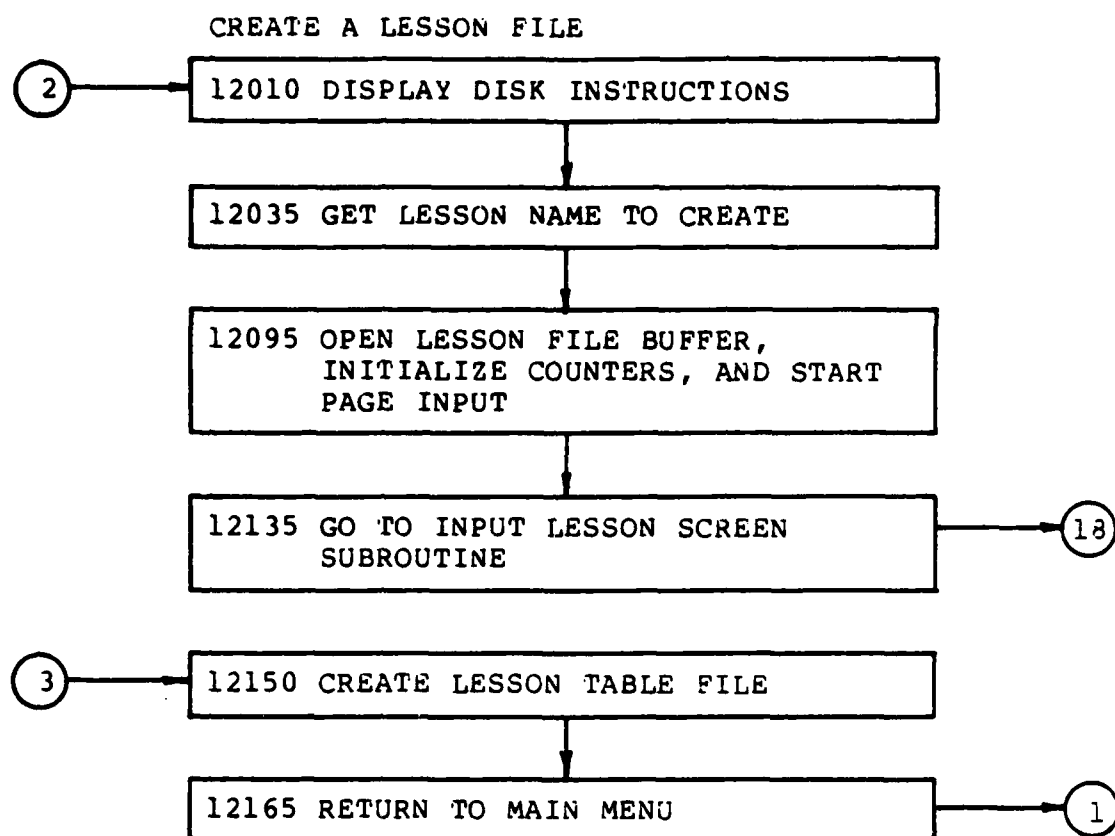 CREATE A LESSON FILE
2
12010 DISPLAY DISK INSTRUCTIONS
12035 GET LESSON NAME TO CREATE
12095 OPEN LESSON FILE BUFFER,
INITIALIZE COUNTERS, AND START
PAGE INPUT
12135 GO TO INPUT LESSON SCREEN
SUBROUTINE
18
3
12150 CREATE LESSON TABLE FILE
12165 RETURN TO MAIN MENU
1